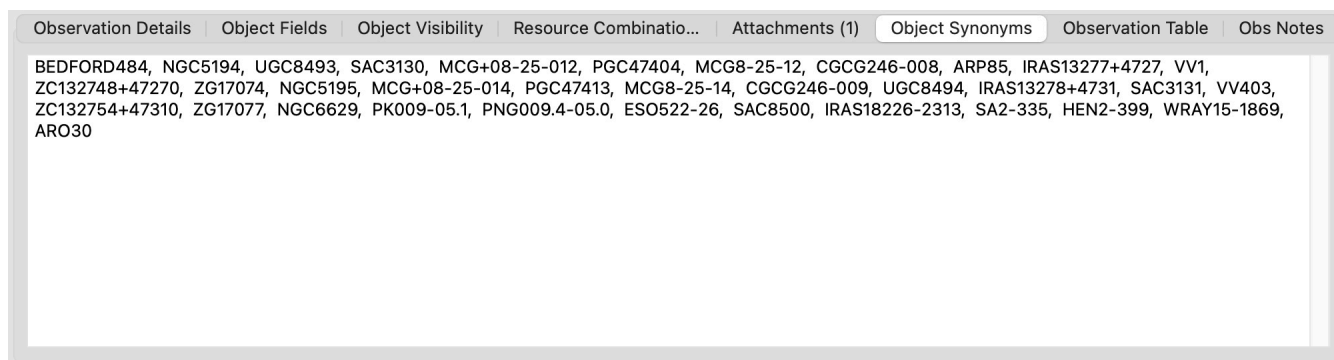 Observation Details Object Fields Object Visibility Resource Combinatio... Attachments (1) Object Synonyms Observation Table Obs Notes
BEDFORD484, NGC5194, UGC8493, SAC3130, MCG+08-25-012, PGC47404, MCG8-25-12, CGCG246-008, ARP85, IRAS13277+4727, VV1,
ZC132748+47270, ZG17074, NGC5195, MCG+08-25-014, PGC47413, MCG8-25-14, CGCG246-009, UGC8494, IRAS13278+4731, SAC3131, VV403,
ZC132754+47310, ZG17077, NGC6629, PK009-05.1, PNG009.4-05.0, ESO522-26, SAC8500, IRAS18226-2313, SA2-335, HEN2-399, WRAY15-1869,
ARO30